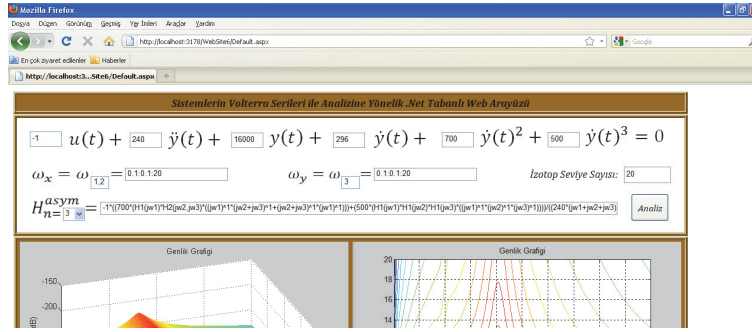 Mozilla Firefox
Dosya Düzen Görünüm Geçmiş Yer İmleri Araçlar Yardım
http://localhost:3178/WebSite6/Default.aspx
Google
En çok ziyaret edilenler Haberler
http://localhost:3...Site6/Default.aspx
Sistemlerin Volterra Serileri ile Analizine Yönelik .Net Tabanlı Web Arayüzü
-1 u(t) + 240 ÿ(t) + 16000 y(t) + 296 ẏ(t) + 700 ẏ(t)² + 500 ẏ(t)³ = 0
ωx = ω 1,2 = 0.1:0.1:20 ωy = ω 3 = 0.1:0.1:20 İzotop Seviye Sayısı: 20
H asym n= 3 = -1*((700*(H1(jw1)*H2(jw2,jw3)*((jw1)^1*(jw2+jw3)^1+(jw2+jw3)^1*(jw1)^1)))+(500*(H1(jw1)*H1(jw2)*H1(jw3)*((jw1)^1*(jw2)^1*(jw3)^1))))/((240*(jw1+jw2+jw3) Analiz
Genlik Grafigi
-150
-200
dB)
Genlik Grafigi
20
18
16
14